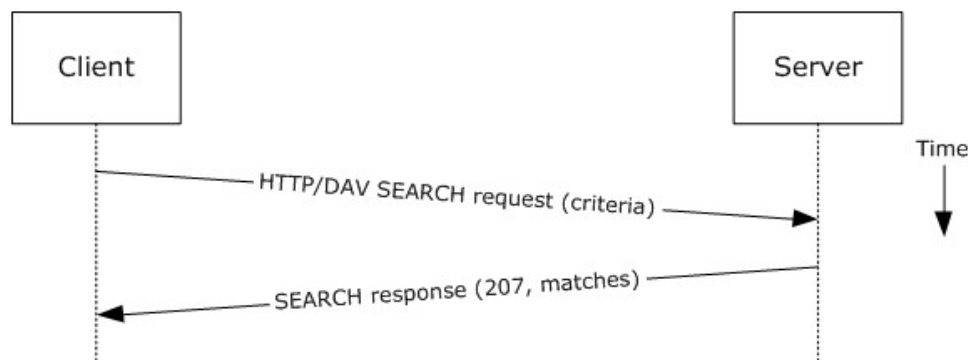 Client
Server
Time
HTTP/DAV SEARCH request (criteria)
SEARCH response (207, matches)